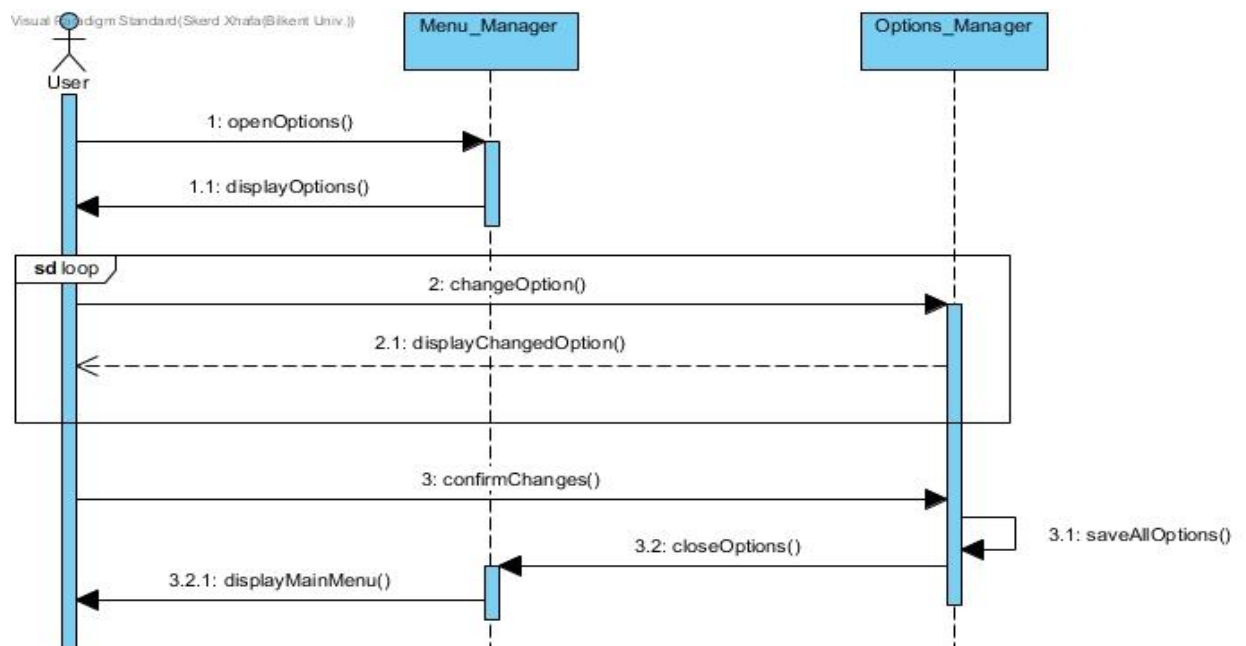 Visual Paradigm Standard(Skerd Xhafa(Bilkent Univ.))
User
Menu_Manager
Options_Manager
1: openOptions()
1.1: displayOptions()
sd loop
2: changeOption()
2.1: displayChangedOption()
3: confirmChanges()
3.1: saveAllOptions()
3.2: closeOptions()
3.2.1: displayMainMenu()